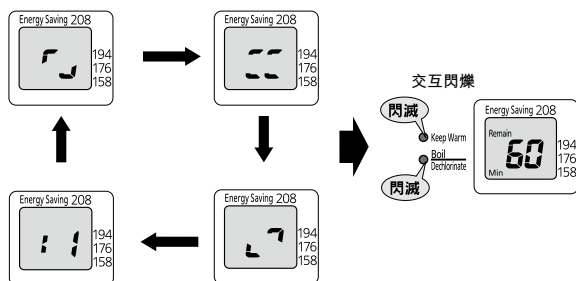 Energy Saving 208
194
176
158
Energy Saving 208
194
176
158
交互閃爍
閃滅
Keep Warm
Boil
Dechlorinate
閃滅
Energy Saving 208
Remain
60
Min
194
176
158
Energy Saving 208
194
176
158
Energy Saving 208
194
176
158